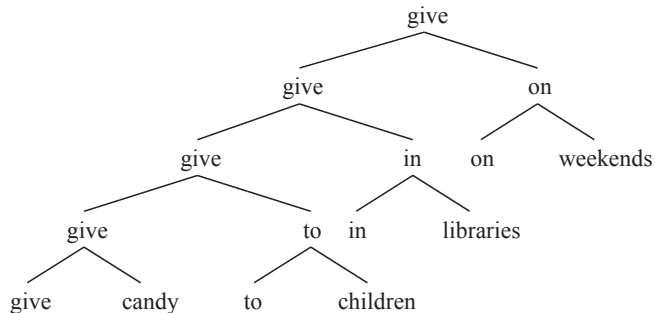 give
give on
give in on weekends
give to in libraries
give candy to children